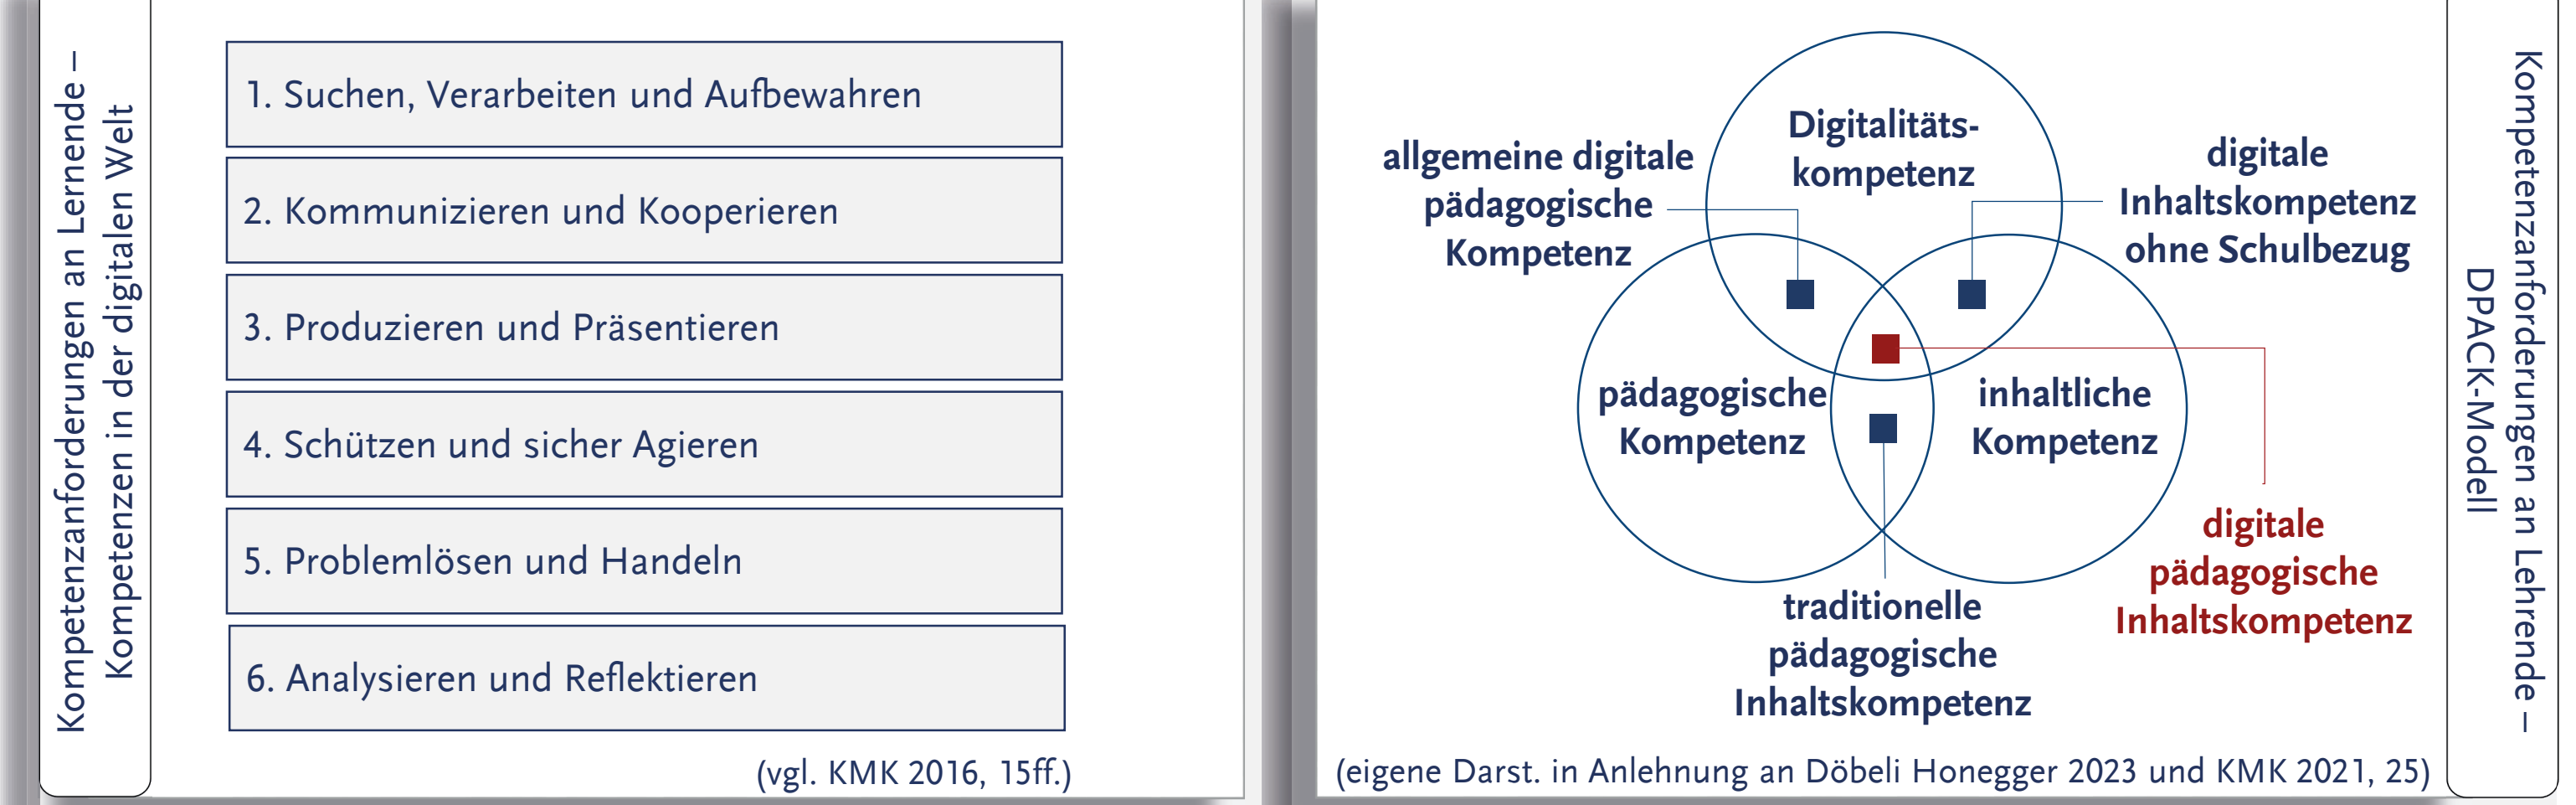 Kompetenzanforderungen an Lernende –
Kompetenzen in der digitalen Welt
1. Suchen, Verarbeiten und Aufbewahren
2. Kommunizieren und Kooperieren
3. Produzieren und Präsentieren
4. Schützen und sicher Agieren
5. Problemlösen und Handeln
6. Analysieren und Reflektieren
(vgl. KMK 2016, 15ff.)
Digitalitäts-
kompetenz
allgemeine digitale
pädagogische
Kompetenz
digitale
Inhaltskompetenz
ohne Schulbezug
pädagogische
Kompetenz
inhaltliche
Kompetenz
digitale
pädagogische
Inhaltskompetenz
traditionelle
pädagogische
Inhaltskompetenz
(eigene Darst. in Anlehnung an Döbeli Honegger 2023 und KMK 2021, 25)
Kompetenzanforderungen an Lehrende –
DPACK-Modell